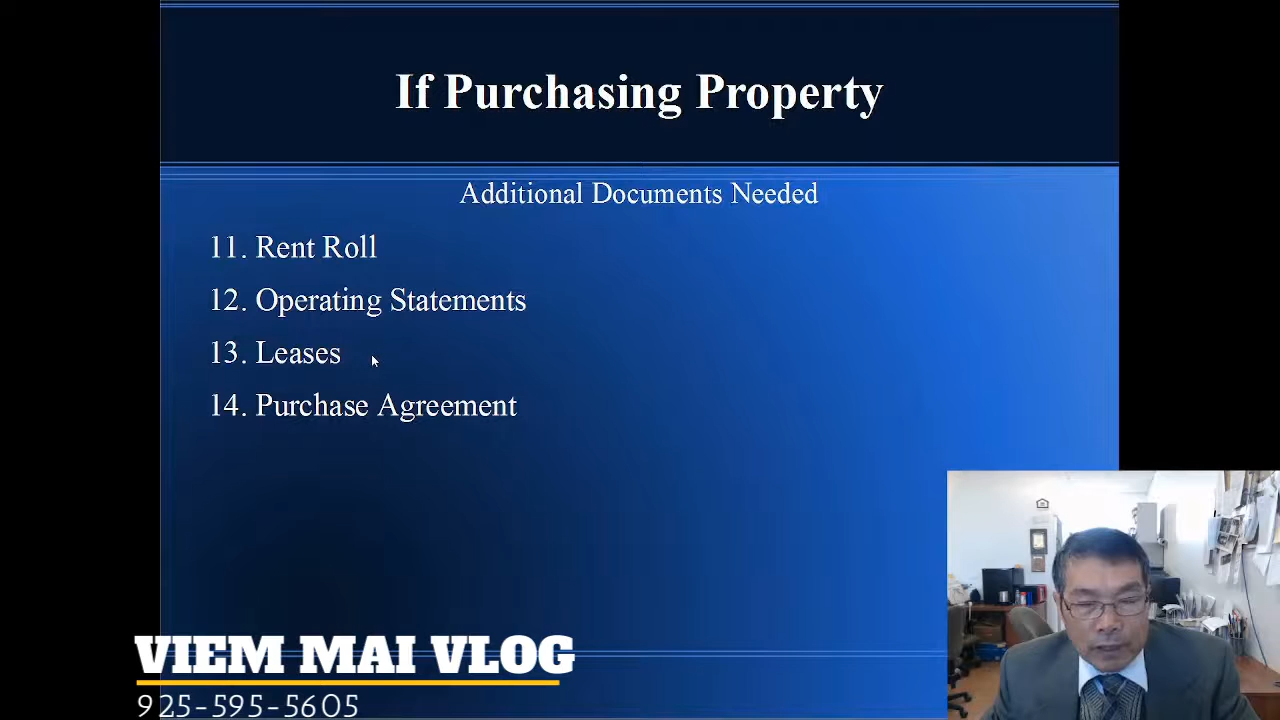 If Purchasing Property
Additional Documents Needed
11. Rent Roll
12. Operating Statements
13. Leases
14. Purchase Agreement
VIEM MAI VLOG
925-595-5605